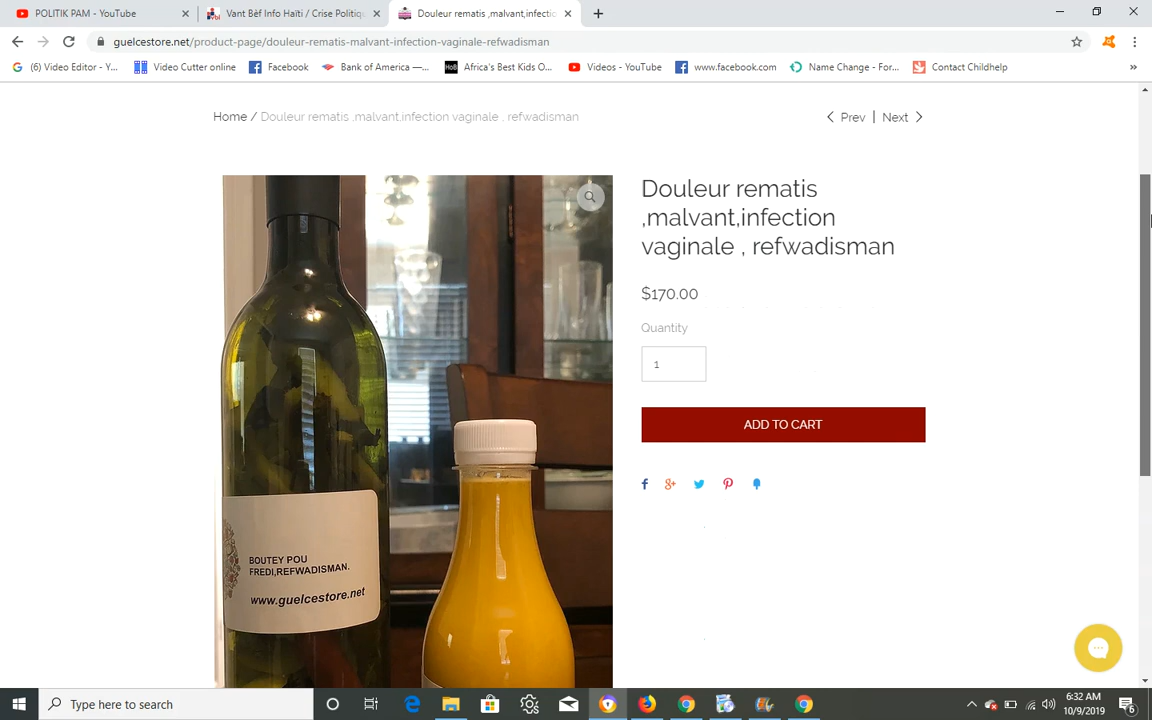 POLITIK PAM - YouTube
Vant Bèf Info Haïti / Crise Politiqu
Douleur rematis ,malvant,infectio
guelcestore.net/product-page/douleur-rematis-malvant-infection-vaginale-refwadisman
(6) Video Editor - Y...
Video Cutter online
Facebook
Bank of America —...
Africa's Best Kids O...
Videos - YouTube
www.facebook.com
Name Change - For...
Contact Childhelp
»
Home / Douleur rematis ,malvant,infection vaginale , refwadisman
Prev | Next
Douleur rematis
,malvant,infection
vaginale , refwadisman
$170.00
Quantity
1
ADD TO CART
BOUTEY POU
FREDI,REFWADISMAN.
www.guelcestore.net
Type here to search
6:32 AM
10/9/2019
6